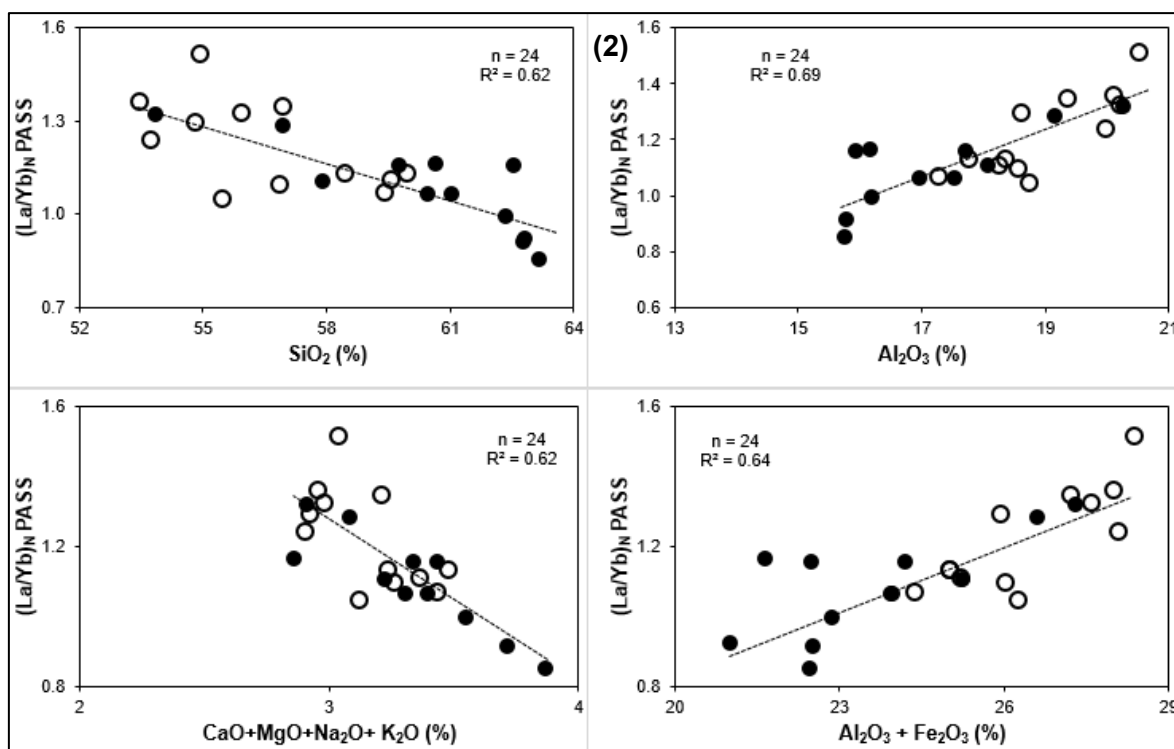 (La/Yb)N PASS
1.6
1.3
1.0
0.7
n = 24
R² = 0.62
52
55
58
61
64
SiO₂ (%)
(2)
(La/Yb)N PASS
1.6
1.4
1.2
1.0
0.8
0.6
n = 24
R² = 0.69
13
15
17
19
21
Al₂O₃ (%)
(La/Yb)N PASS
1.6
1.2
0.8
n = 24
R² = 0.62
2
3
4
CaO+MgO+Na₂O+ K₂O (%)
(La/Yb)N PASS
1.6
1.4
1.2
1.0
0.8
n = 24
R² = 0.64
20
23
26
29
Al₂O₃ + Fe₂O₃ (%)